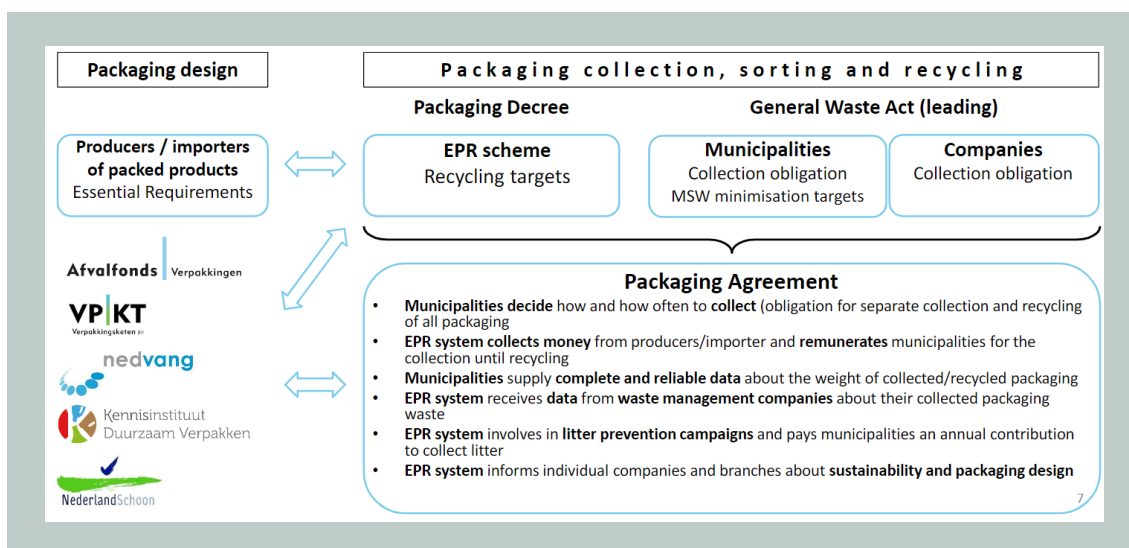 Packaging design
Packaging collection, sorting and recycling
Packaging Decree
General Waste Act (leading)
Producers / importers
of packed products
Essential Requirements
EPR scheme
Recycling targets
Municipalities
Collection obligation
MSW minimisation targets
Companies
Collection obligation
Afvalfonds Verpakkingen
VP KT
Verpakkingsketen BV
nedvang
Kennisinstituut
Duurzaam Verpakken
NederlandSchoon
Packaging Agreement
• Municipalities decide how and how often to collect (obligation for separate collection and recycling
of all packaging
• EPR system collects money from producers/importer and remunerates municipalities for the
collection until recycling
• Municipalities supply complete and reliable data about the weight of collected/recycled packaging
• EPR system receives data from waste management companies about their collected packaging
waste
• EPR system involves in litter prevention campaigns and pays municipalities an annual contribution
to collect litter
• EPR system informs individual companies and branches about sustainability and packaging design
7